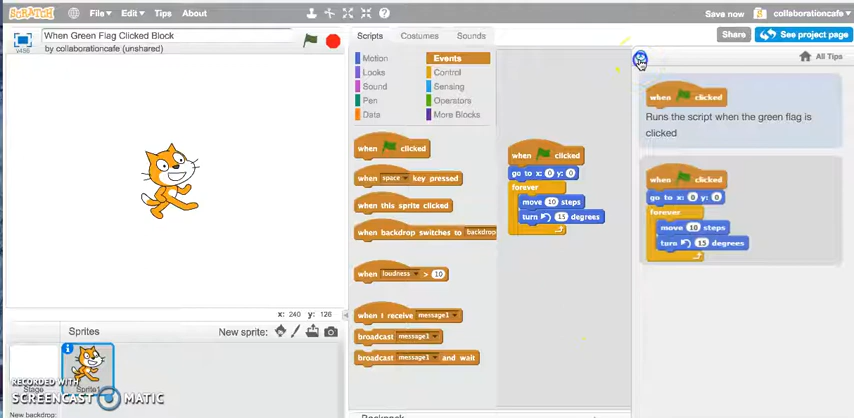 SCRATCH File Edit Tips About Save now collaborationcafe
When Green Flag Clicked Block
by collaborationcafe (unshared)
v456
Scripts Costumes Sounds
Share See project page
Motion Events
Looks Control
Sound Sensing
Pen Operators
Data More Blocks
when clicked
when space key pressed
when this sprite clicked
when backdrop switches to backdrop
when loudness > 10
when I receive message1
broadcast message1
broadcast message1 and wait
when clicked
go to x: 0 y: 0
forever
move 10 steps
turn 15 degrees
All Tips
when clicked
Runs the script when the green flag is
clicked
when clicked
go to x: 0 y: 0
forever
move 10 steps
turn 15 degrees
x: 240 y: 126
Sprites New sprite:
Stage
Sprite1
New backdrop:
RECORDED WITH
SCREENCAST MATIC
Backpack